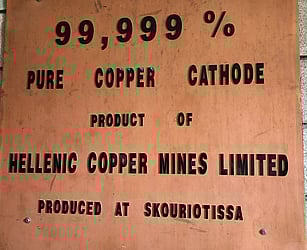 99,999 %
PURE COPPER CATHODE
PRODUCT OF
HELLENIC COPPER MINES LIMITED
PRODUCED AT SKOURIOTISSA